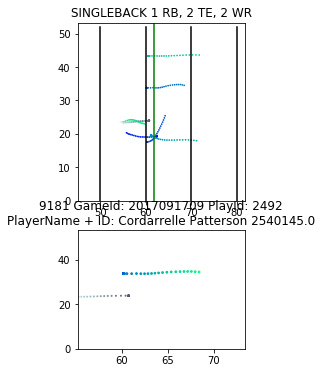 SINGLEBACK 1 RB, 2 TE, 2 WR
50
40
30
20
10
0
50 60 70 80
9181 GameId: 2017091709 PlayId: 2492
PlayerName + ID: Cordarrelle Patterson 2540145.0
40
20
0
60 65 70